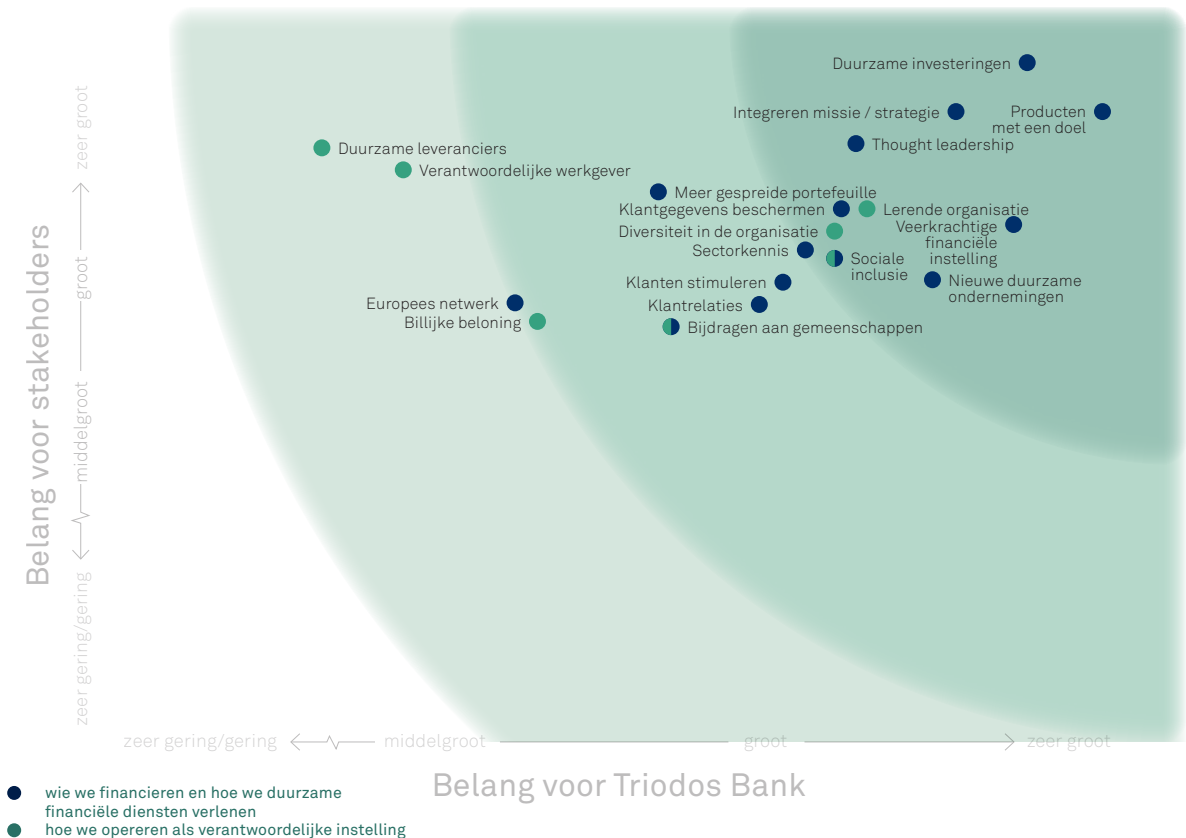 Duurzame investeringen
Integreren missie / strategie
Producten
met een doel
Thought leadership
Duurzame leveranciers
Verantwoordelijke werkgever
Meer gespreide portefeuille
Klantgegevens beschermen
Lerende organisatie
Veerkrachtige
financiële
instelling
Diversiteit in de organisatie
Sectorkennis
Sociale
inclusie
Klanten stimuleren
Nieuwe duurzame
ondernemingen
Europees netwerk
Klantrelaties
Billijke beloning
Bijdragen aan gemeenschappen
Belang voor stakeholders
zeer groot
groot
middelgroot
zeer gering/gering
zeer gering/gering
middelgroot
groot
zeer groot
Belang voor Triodos Bank
wie we financieren en hoe we duurzame
financiële diensten verlenen
hoe we opereren als verantwoordelijke instelling